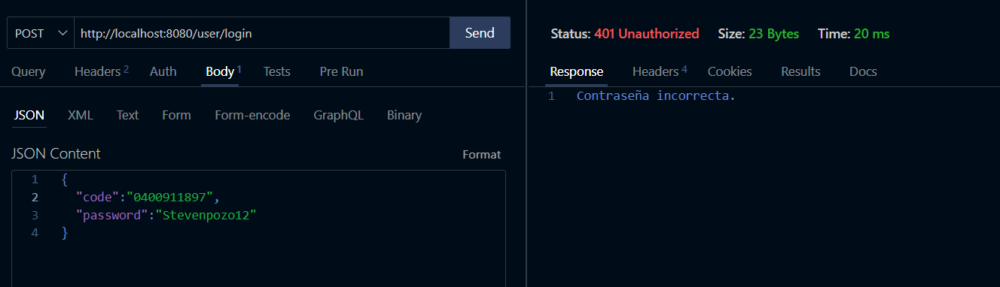 POST http://localhost:8080/user/login Send
Query Headers 2 Auth Body 1 Tests Pre Run
JSON XML Text Form Form-encode GraphQL Binary
JSON Content Format
1 {
2 "code":"0400911897",
3 "password":"Stevenpozo12"
4 }
Status: 401 Unauthorized Size: 23 Bytes Time: 20 ms
Response Headers 4 Cookies Results Docs
1 Contraseña incorrecta.